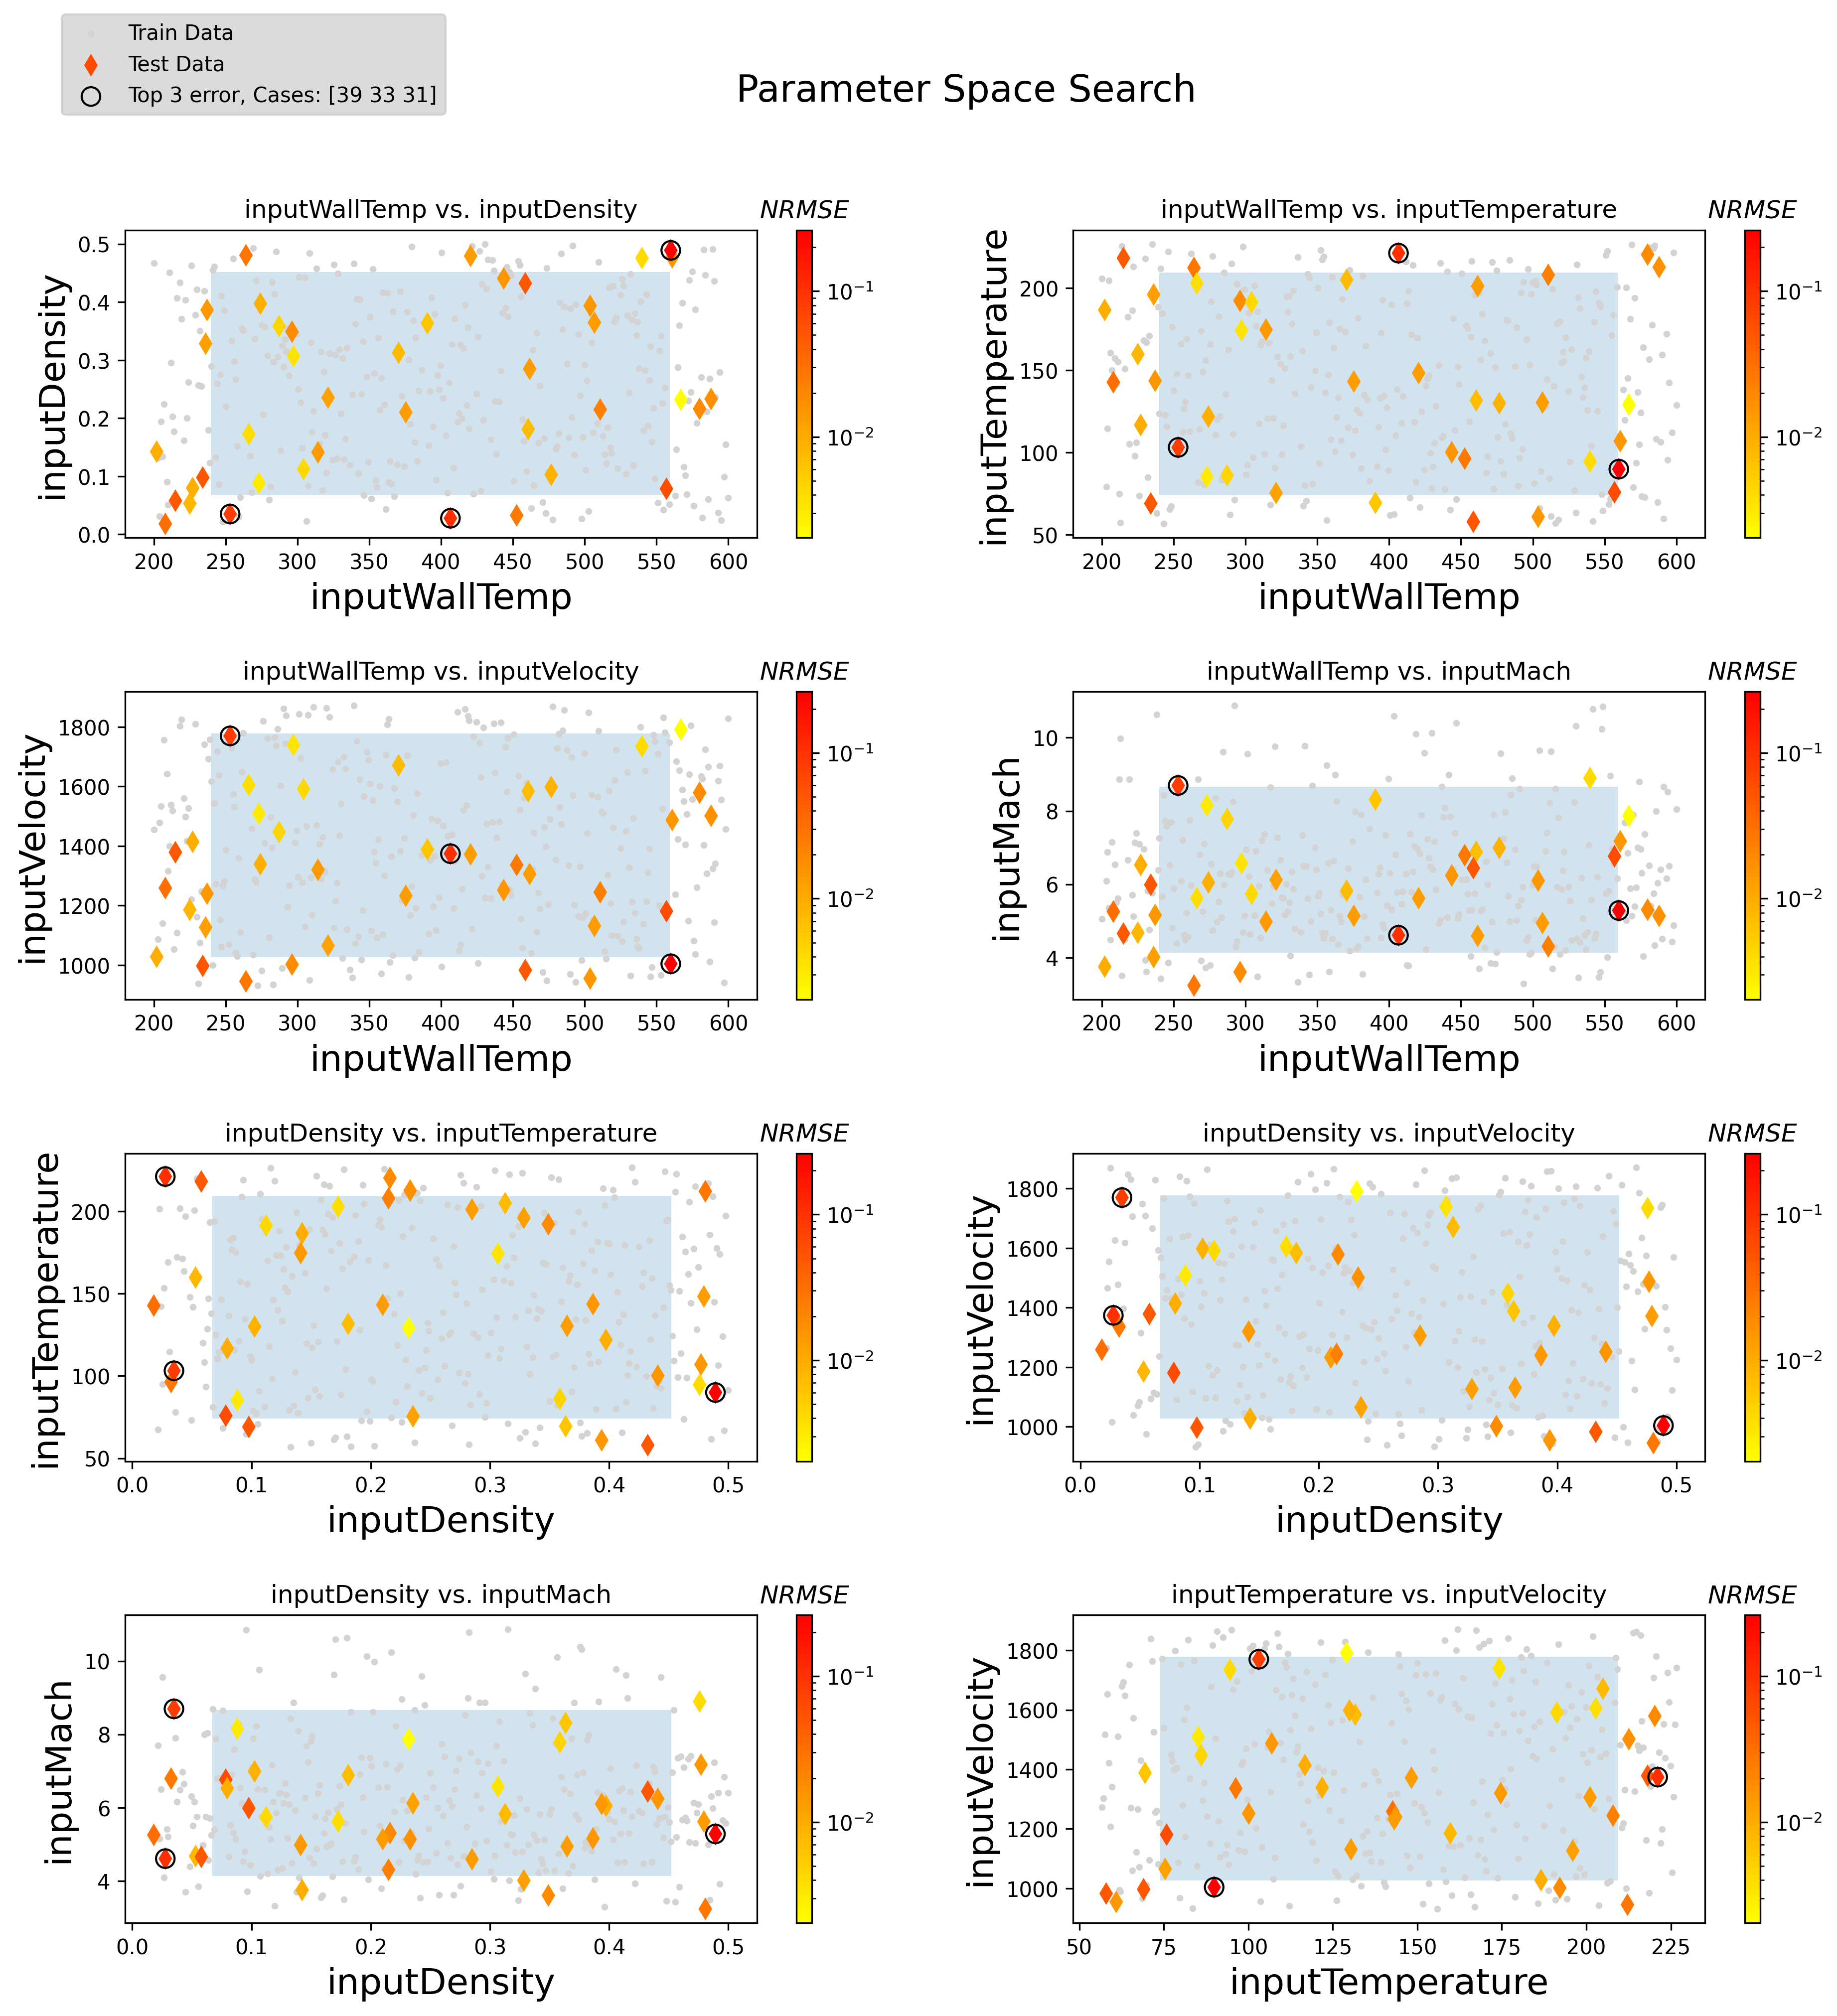 Train Data
Test Data
Top 3 error, Cases: [39 33 31]
Parameter Space Search
inputWallTemp vs. inputDensity
NRMSE
inputDensity
0.5
0.4
0.3
0.2
0.1
0.0
200 250 300 350 400 450 500 550 600
inputWallTemp
10⁻¹
10⁻²
inputWallTemp vs. inputTemperature
NRMSE
inputTemperature
200
150
100
50
200 250 300 350 400 450 500 550 600
inputWallTemp
10⁻¹
10⁻²
inputWallTemp vs. inputVelocity
NRMSE
inputVelocity
1800
1600
1400
1200
1000
200 250 300 350 400 450 500 550 600
inputWallTemp
10⁻¹
10⁻²
inputWallTemp vs. inputMach
NRMSE
inputMach
10
8
6
4
200 250 300 350 400 450 500 550 600
inputWallTemp
10⁻¹
10⁻²
inputDensity vs. inputTemperature
NRMSE
inputTemperature
200
150
100
50
0.0 0.1 0.2 0.3 0.4 0.5
inputDensity
10⁻¹
10⁻²
inputDensity vs. inputVelocity
NRMSE
inputVelocity
1800
1600
1400
1200
1000
0.0 0.1 0.2 0.3 0.4 0.5
inputDensity
10⁻¹
10⁻²
inputDensity vs. inputMach
NRMSE
inputMach
10
8
6
4
0.0 0.1 0.2 0.3 0.4 0.5
inputDensity
10⁻¹
10⁻²
inputTemperature vs. inputVelocity
NRMSE
inputVelocity
1800
1600
1400
1200
1000
50 75 100 125 150 175 200 225
inputTemperature
10⁻¹
10⁻²